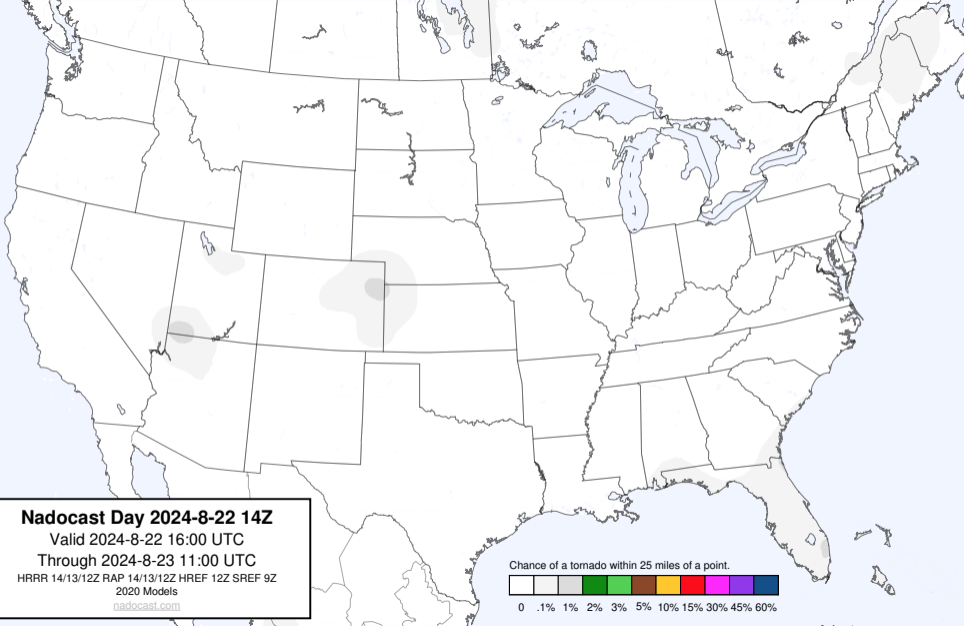 Nadocast Day 2024-8-22 14Z
Valid 2024-8-22 16:00 UTC
Through 2024-8-23 11:00 UTC
HRRR 14/13/12Z RAP 14/13/12Z HREF 12Z SREF 9Z
2020 Models
nadocast.com
Chance of a tornado within 25 miles of a point.
0 .1% 1% 2% 3% 5% 10% 15% 30% 45% 60%